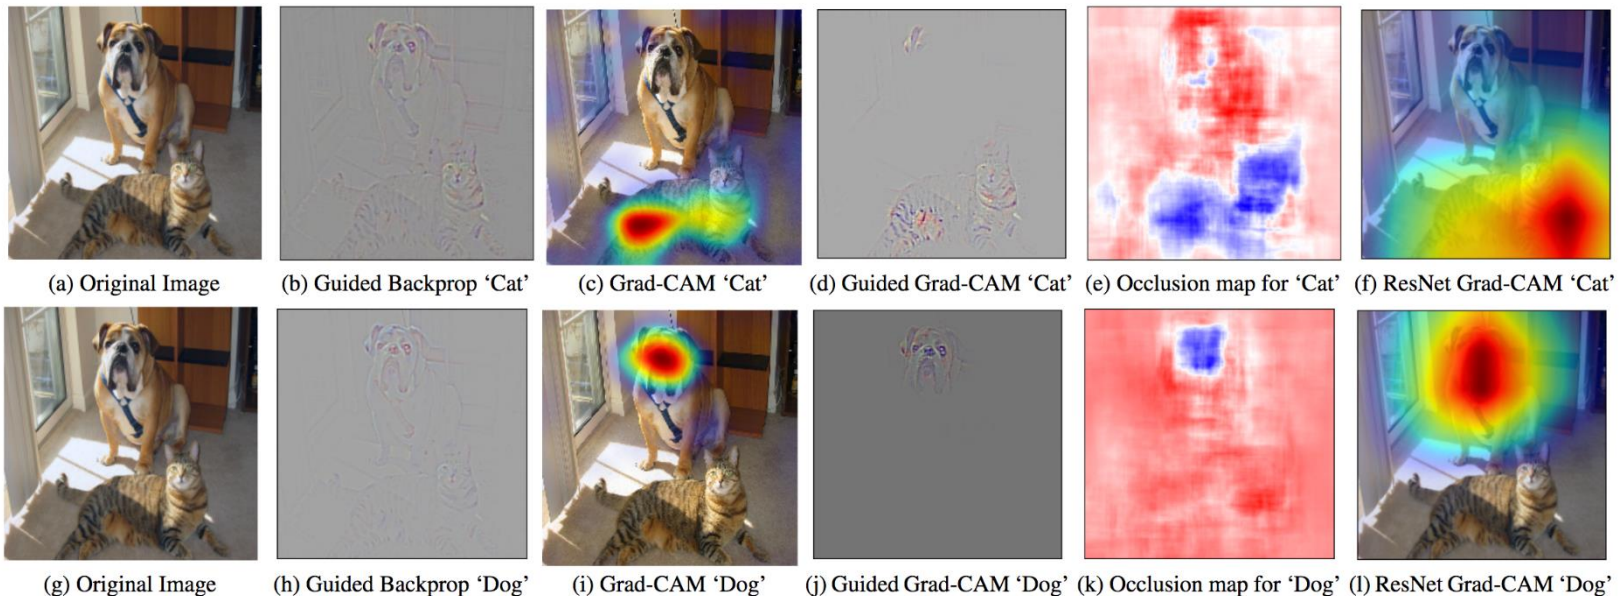 (a) Original Image
(b) Guided Backprop ‘Cat’
(c) Grad-CAM ‘Cat’
(d) Guided Grad-CAM ‘Cat’
(e) Occlusion map for ‘Cat’
(f) ResNet Grad-CAM ‘Cat’
(g) Original Image
(h) Guided Backprop ‘Dog’
(i) Grad-CAM ‘Dog’
(j) Guided Grad-CAM ‘Dog’
(k) Occlusion map for ‘Dog’
(l) ResNet Grad-CAM ‘Dog’